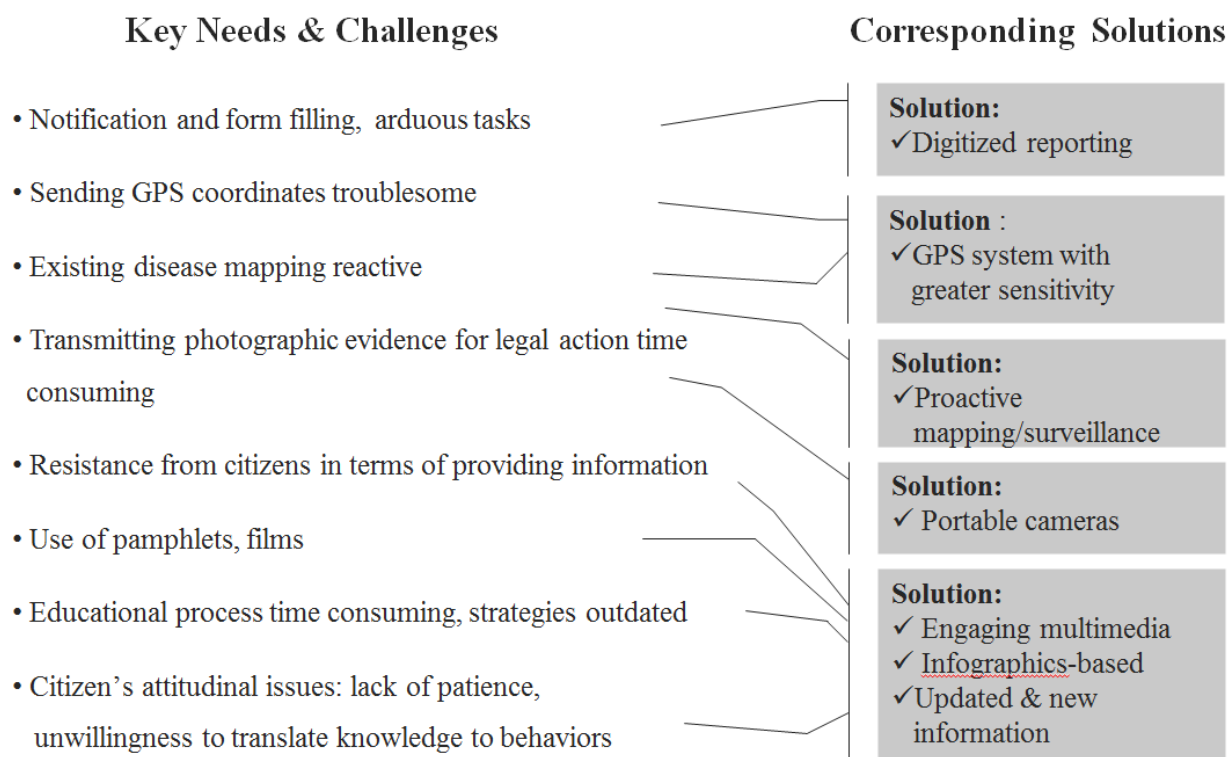 Key Needs & Challenges
Corresponding Solutions
• Notification and form filling, arduous tasks
• Sending GPS coordinates troublesome
• Existing disease mapping reactive
• Transmitting photographic evidence for legal action time
consuming
• Resistance from citizens in terms of providing information
• Use of pamphlets, films
• Educational process time consuming, strategies outdated
• Citizen’s attitudinal issues: lack of patience,
unwillingness to translate knowledge to behaviors
Solution:
✓Digitized reporting
Solution :
✓GPS system with
greater sensitivity
Solution:
✓Proactive
mapping/surveillance
Solution:
✓ Portable cameras
Solution:
✓ Engaging multimedia
✓ Infographics-based
✓Updated & new
information